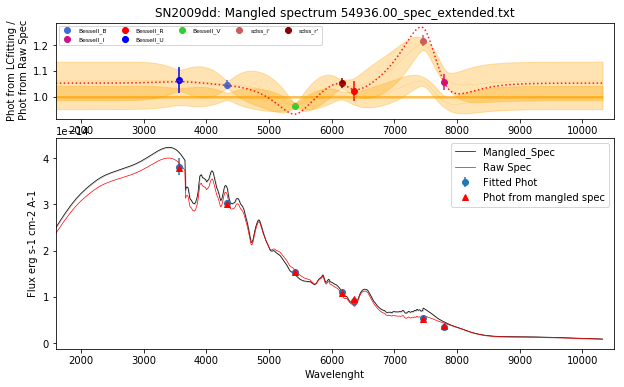 SN2009dd: Mangled spectrum 54936.00_spec_extended.txt
Phot from LCfitting /
Phot from Raw Spec
1.2
1.1
1.0
Bessell_B
Bessell_I
Bessell_R
Bessell_U
Bessell_V
sdss_i'
sdss_r'
2000 3000 4000 5000 6000 7000 8000 9000 10000
1e−14
Flux erg s-1 cm-2 A-1
4
3
2
1
0
Mangled_Spec
Raw Spec
Fitted Phot
Phot from mangled spec
2000 3000 4000 5000 6000 7000 8000 9000 10000
Wavelenght